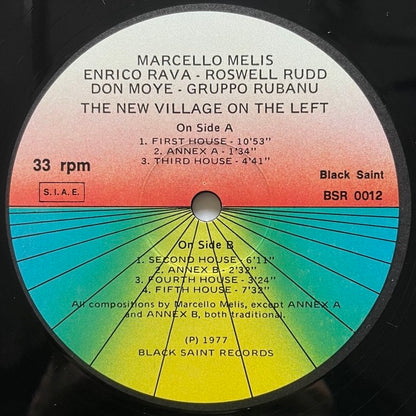 MARCELLO MELIS
ENRICO RAVA - ROSWELL RUDD
DON MOYE - GRUPPO RUBANU
THE NEW VILLAGE ON THE LEFT
On Side A
1. FIRST HOUSE - 10'53"
2. ANNEX A - 1'34"
3. THIRD HOUSE - 4'41"
33 rpm
S.I.A.E.
Black Saint
BSR 0012
On Side B
1. SECOND HOUSE - 6'11"
2. ANNEX B - 2'32"
3. FOURTH HOUSE - 3'24"
4. FIFTH HOUSE - 7'32"
All compositions by Marcello Melis, except ANNEX A
and ANNEX B, both traditional.
(P) 1977
BLACK SAINT RECORDS